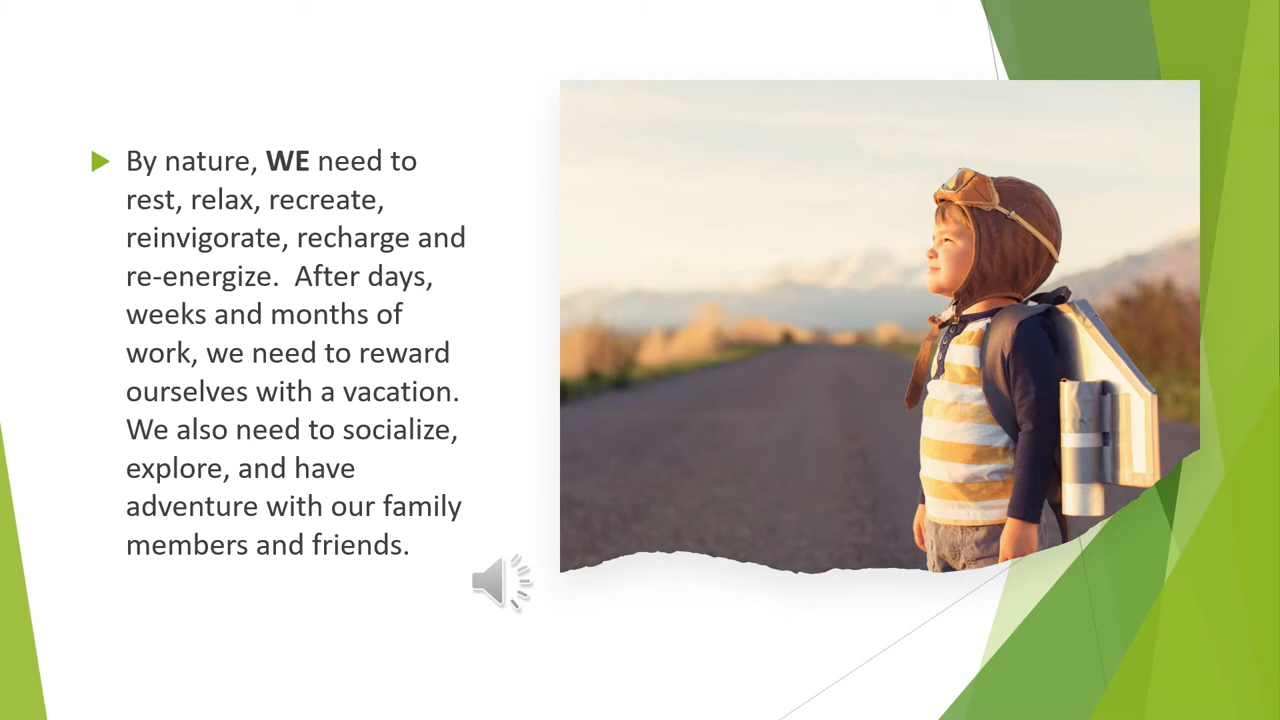 By nature, WE need to
rest, relax, recreate,
reinvigorate, recharge and
re-energize.  After days,
weeks and months of
work, we need to reward
ourselves with a vacation.
We also need to socialize,
explore, and have
adventure with our family
members and friends.